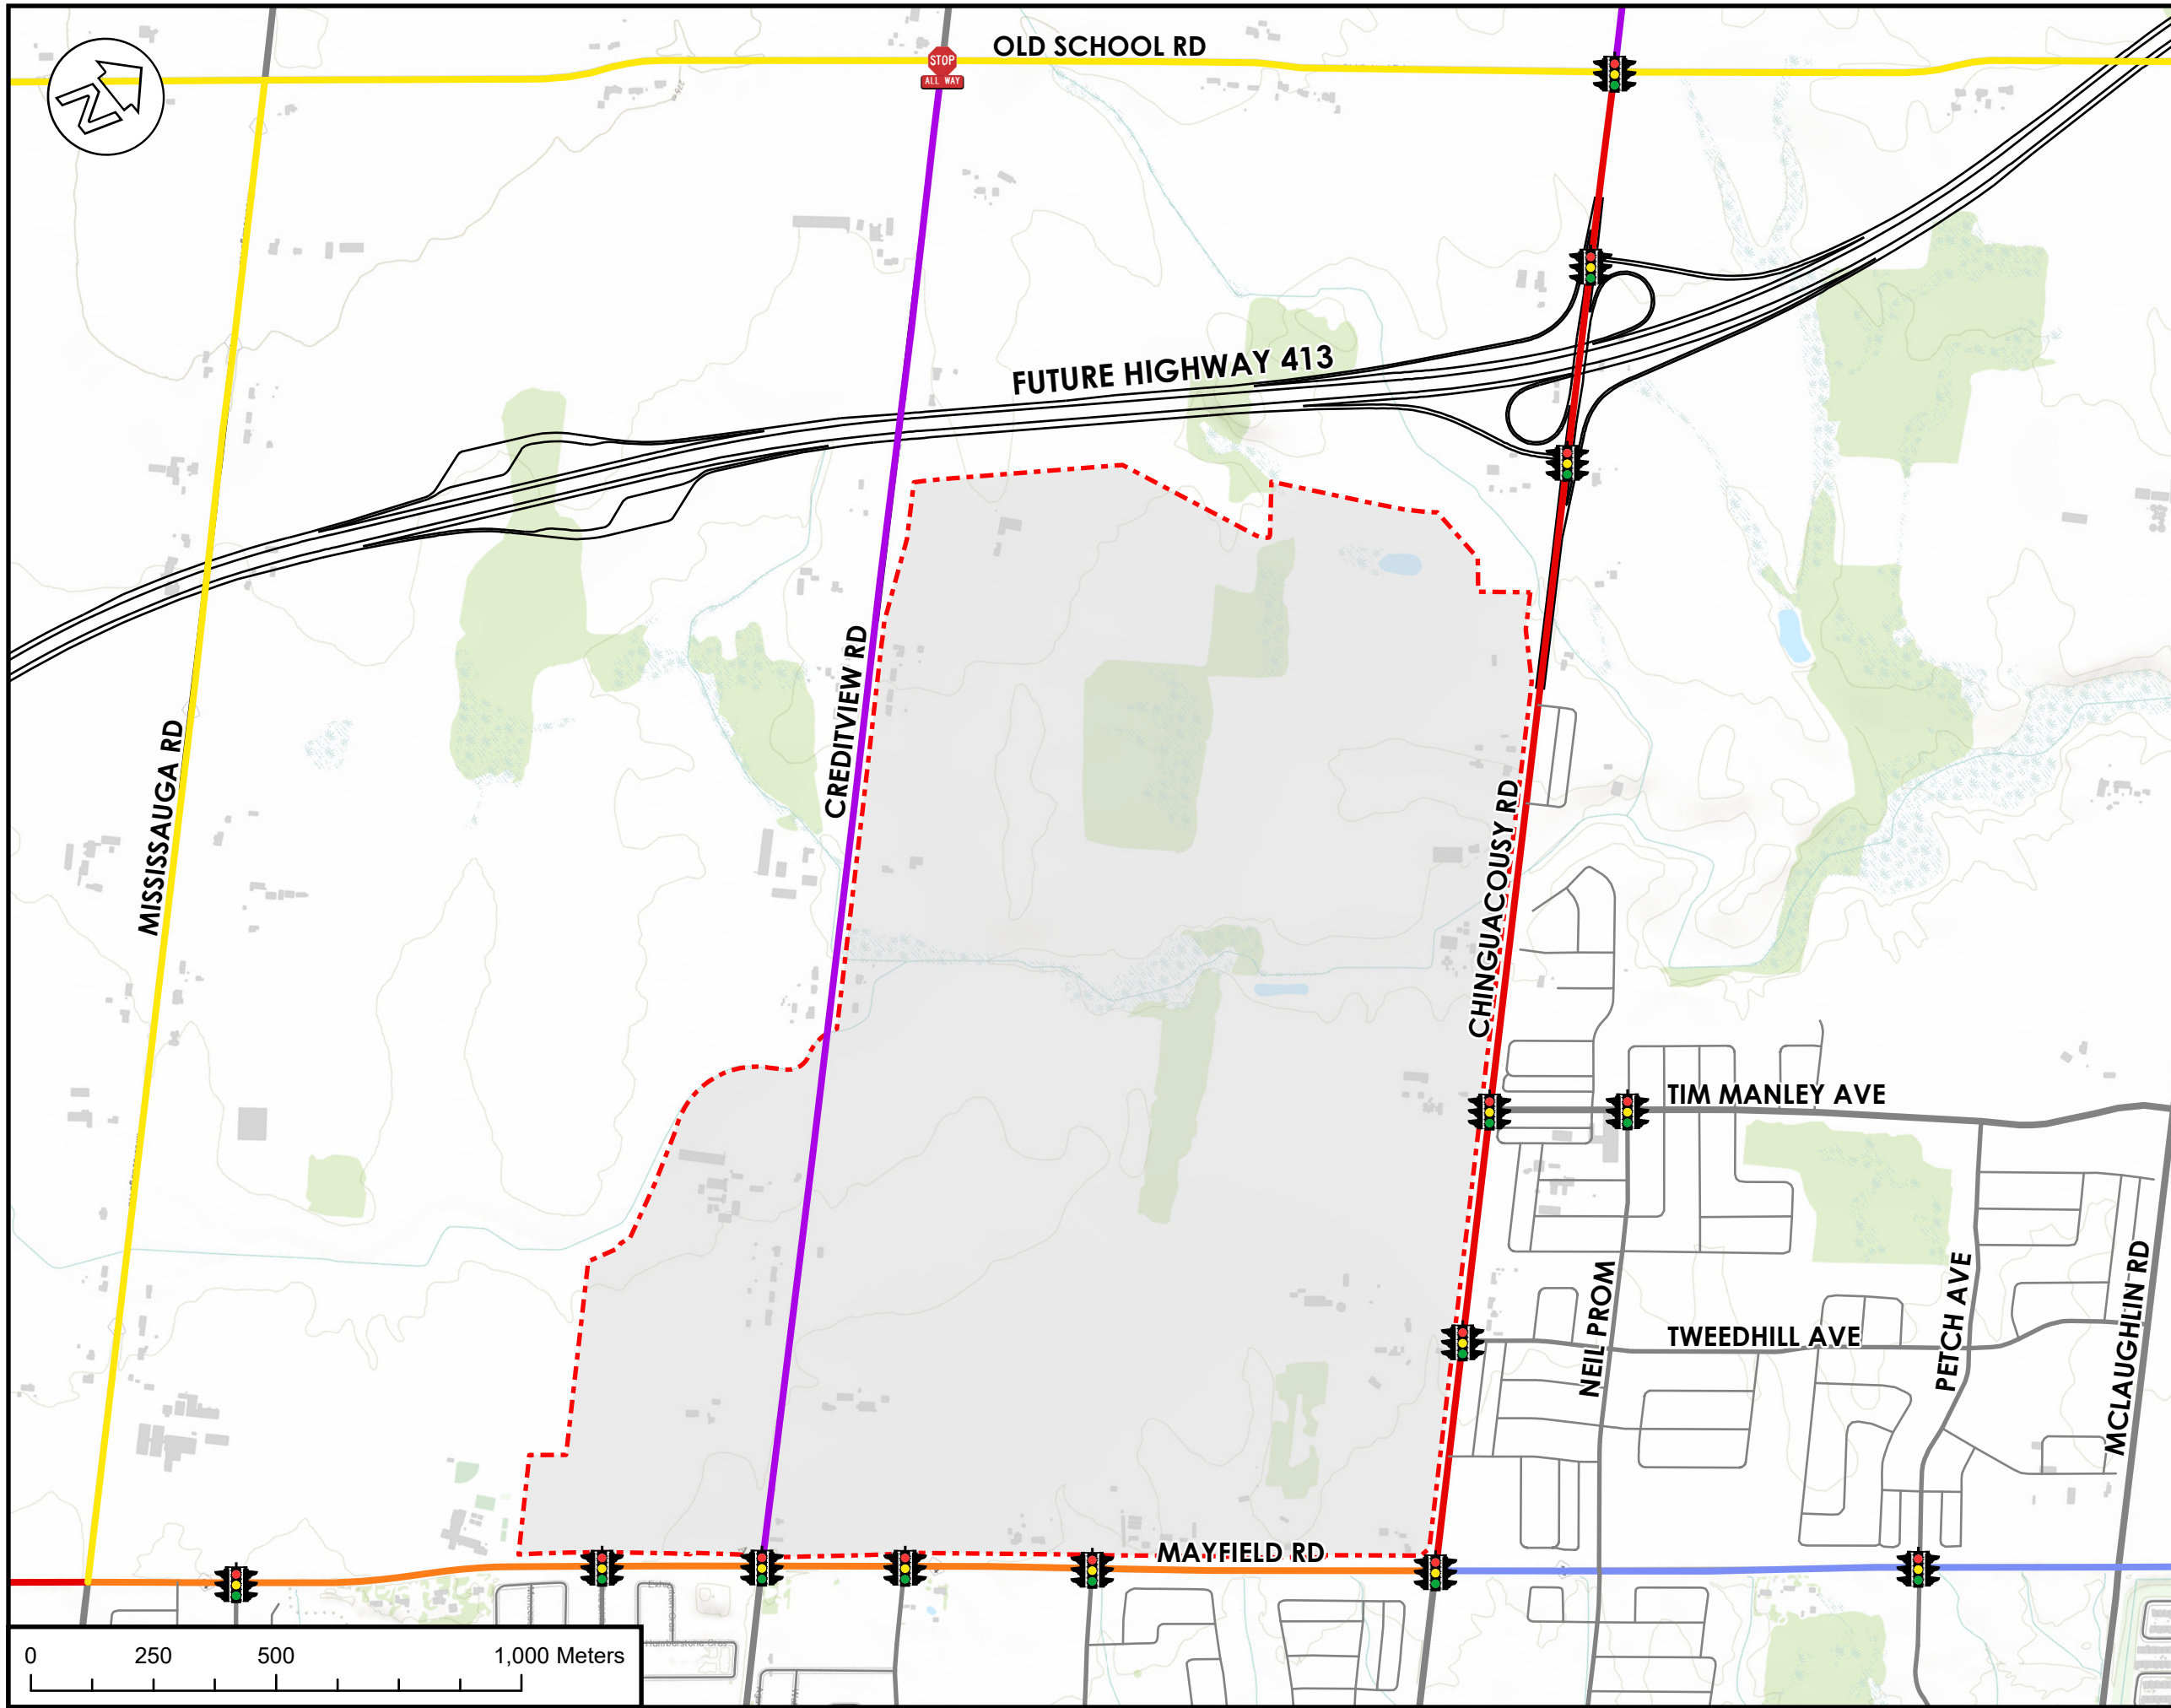 OLD SCHOOL RD
STOP
ALL WAY
N
275
FUTURE HIGHWAY 413
CREDITVIEW RD
MISSISSAUGA RD
CHINGUACOUSY RD
TIM MANLEY AVE
NEIL PROM
TWEEDHILL AVE
PETCH AVE
MCLAUGHLIN RD
MAYFIELD RD
0 250 500 1,000 Meters